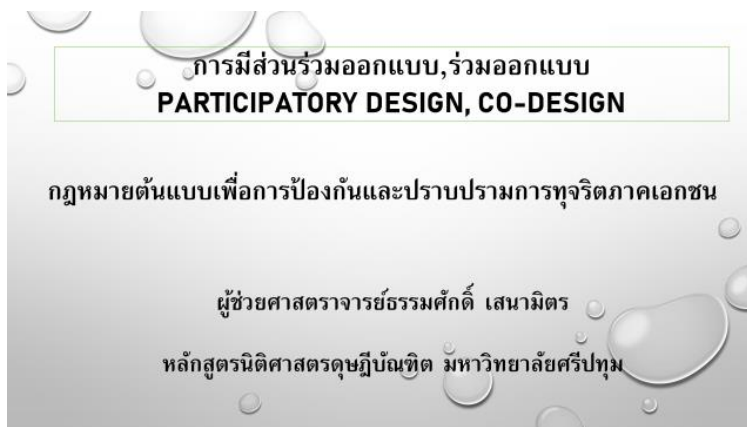 การมีส่วนร่วมออกแบบ,ร่วมออกแบบ
PARTICIPATORY DESIGN, CO-DESIGN
กฎหมายต้นแบบเพื่อการป้องกันและปราบปรามการทุจริตภาคเอกชน
ผู้ช่วยศาสตราจารย์ธรรมศักดิ์ เสนามิตร
หลักสูตรนิติศาสตรดุษฎีบัณฑิต มหาวิทยาลัยศรีปทุม